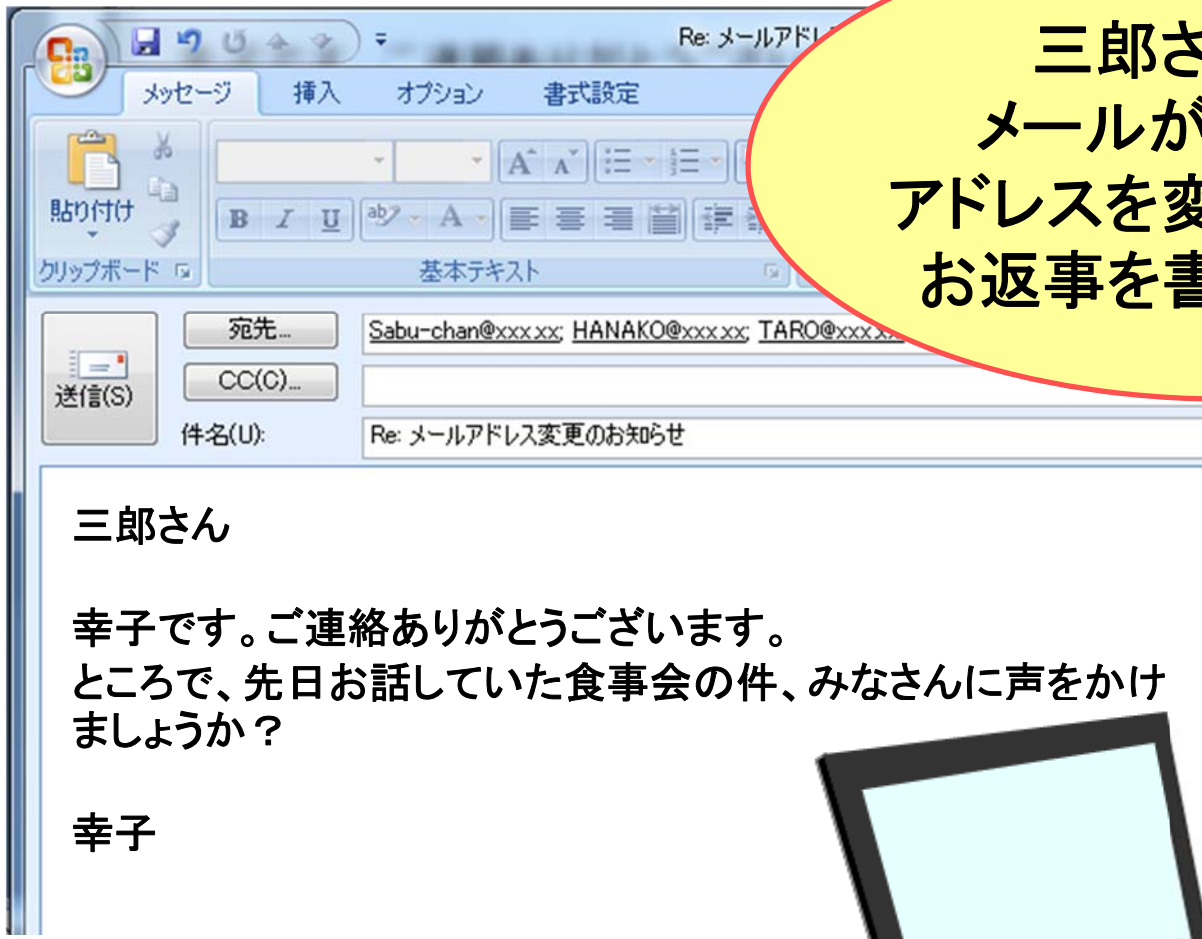 Re: メールアドレ
三郎さ
メールが
アドレスを変
お返事を書
メッセージ 挿入 オプション 書式設定
貼り付け
B I U ab A
クリップボード 基本テキスト
宛先... Sabu-chan@xxx.xx; HANAKO@xxx.xx; TARO@xxx.xx
送信(S)
CC(C)...
件名(U): Re: メールアドレス変更のお知らせ
三郎さん
幸子です。ご連絡ありがとうございます。
ところで、先日お話していた食事会の件、みなさんに声をかけ
ましょうか？
幸子